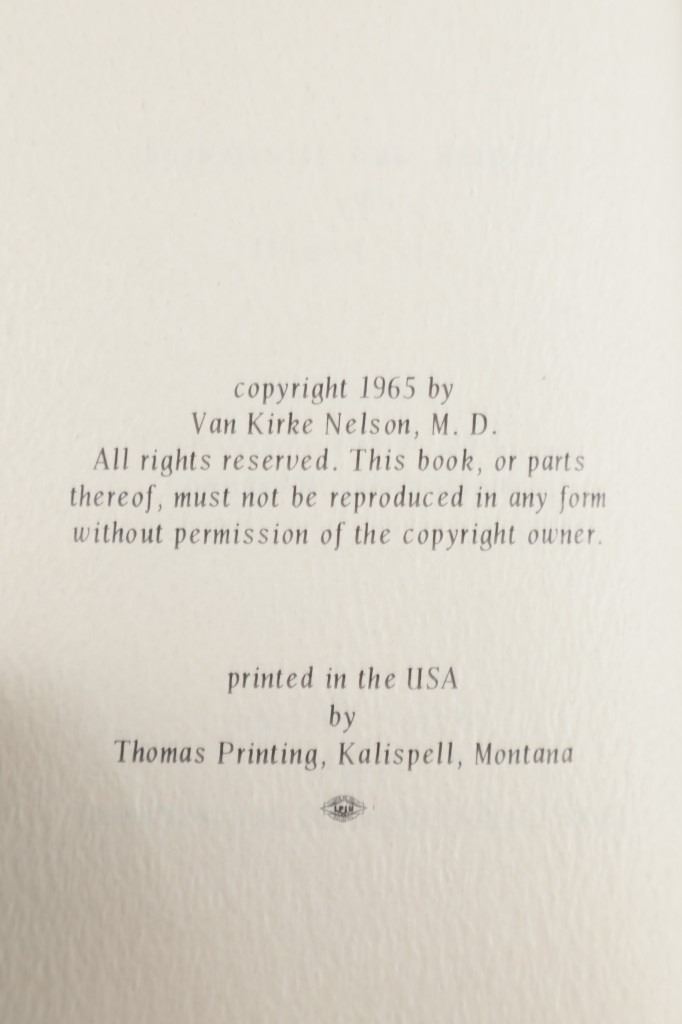 copyright 1965 by
Van Kirke Nelson, M. D.
All rights reserved. This book, or parts
thereof, must not be reproduced in any form
without permission of the copyright owner.
printed in the USA
by
Thomas Printing, Kalispell, Montana